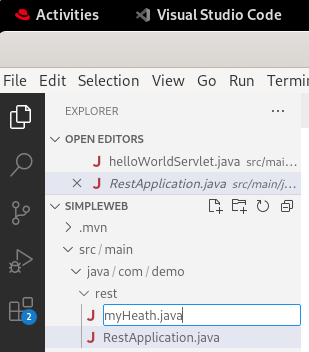 Activities Visual Studio Code
File Edit Selection View Go Run Termin
EXPLORER ...
OPEN EDITORS
J helloWorldServlet.java src/mai...
J RestApplication.java src/main/j...
SIMPLEWEB
.mvn
src/main
java/com/demo
rest
J myHeath.java
J RestApplication.java
2